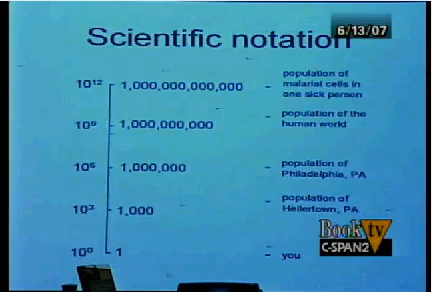 6/13/07
Scientific notation
10¹² 1,000,000,000,000 - population of
malarial cells in
one sick person
10⁹ 1,000,000,000 - population of the
human world
10⁶ 1,000,000 - population of
Philadelphia, PA
10³ 1,000 - population of
Hellertown, PA
Book tv
C-SPAN2
10⁰ 1 - you